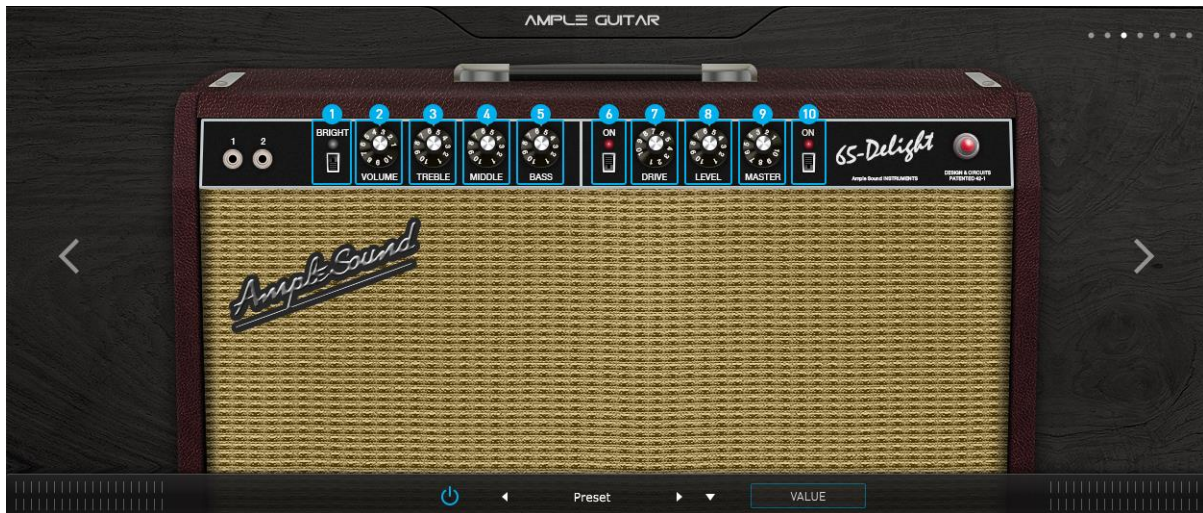 AMPLE GUITAR
1 2 3 4 5 6 7 8 9 10
1 2
BRIGHT
VOLUME
TREBLE
MIDDLE
BASS
ON
DRIVE
LEVEL
MASTER
ON
65-Delight
Ample Sound INSTRUMENTS
DESIGN & CIRCUITS
PATENTED-42-1
AmpleSound
Preset
VALUE